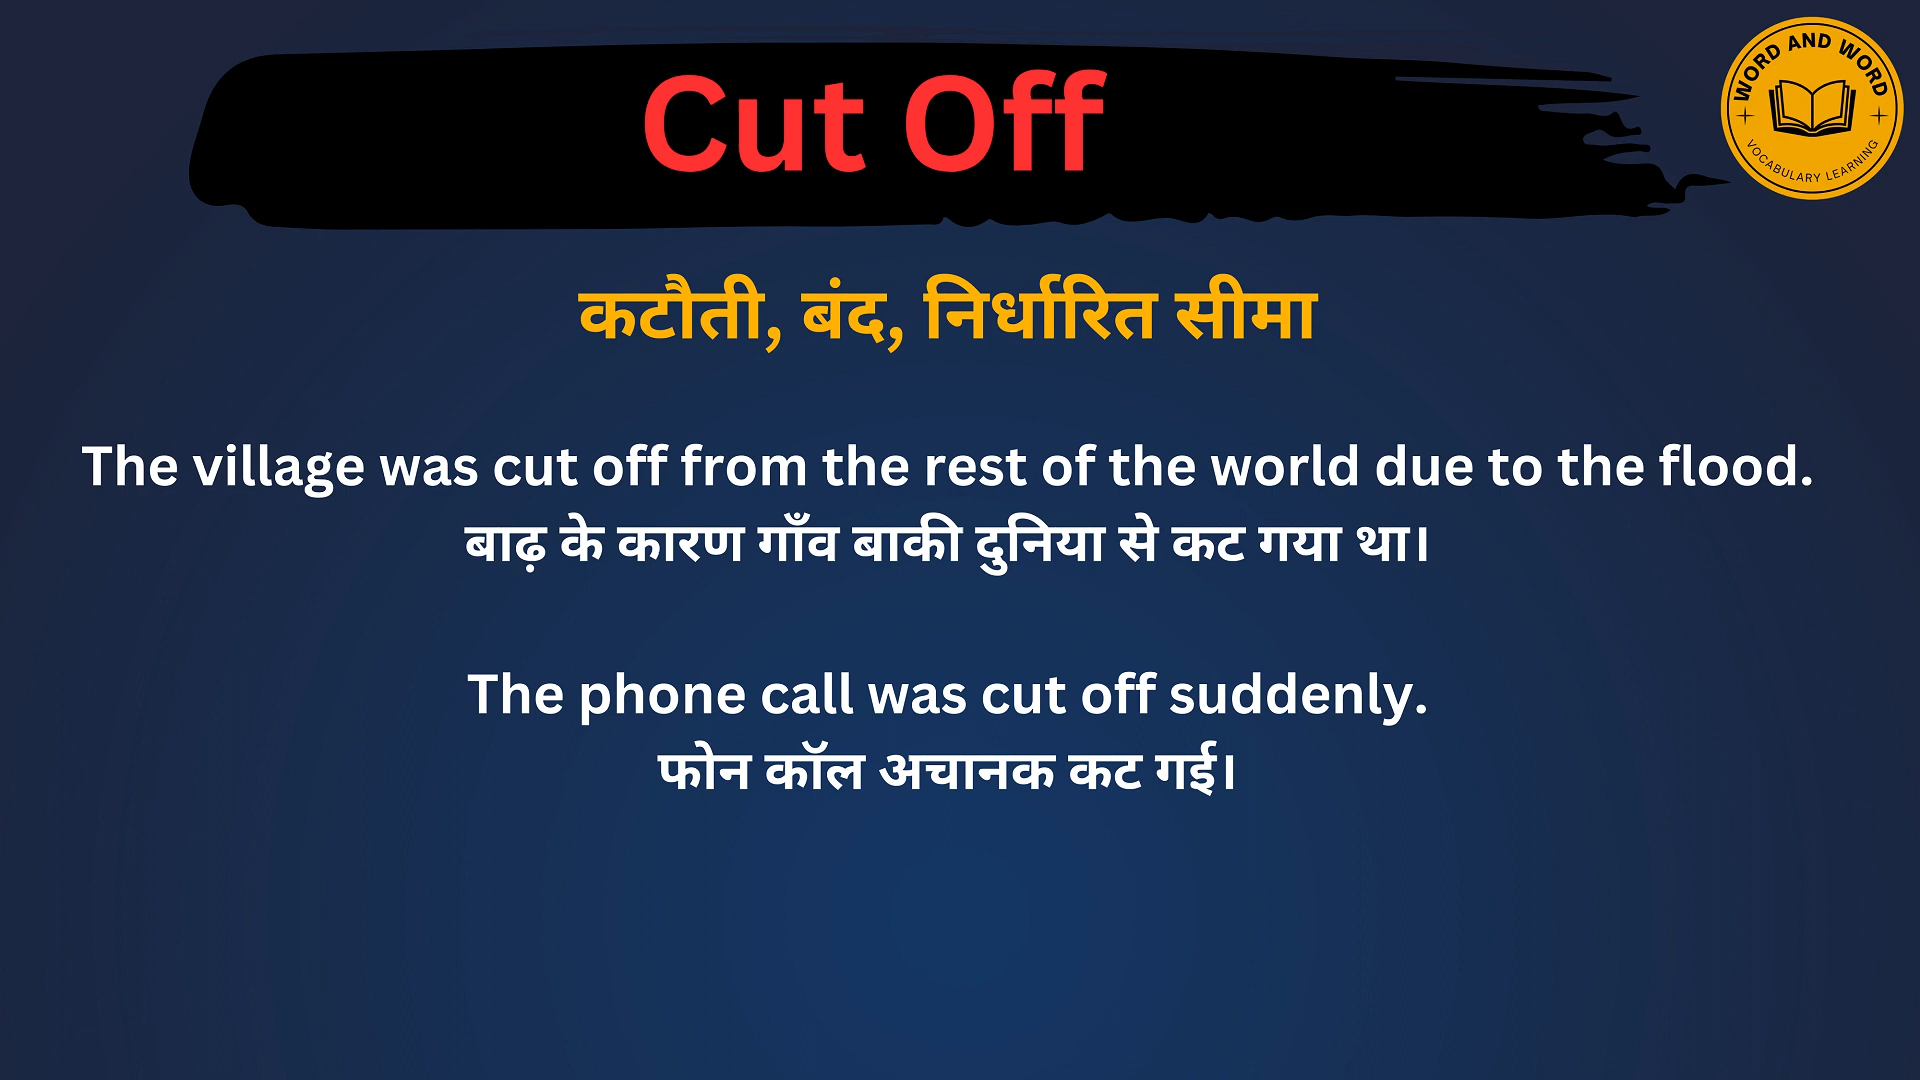 Cut Off
WORD AND WORD
VOCABULARY LEARNING
कटौती, बंद, निर्धारित सीमा
The village was cut off from the rest of the world due to the flood.
बाढ़ के कारण गाँव बाकी दुनिया से कट गया था।
The phone call was cut off suddenly.
फोन कॉल अचानक कट गई।